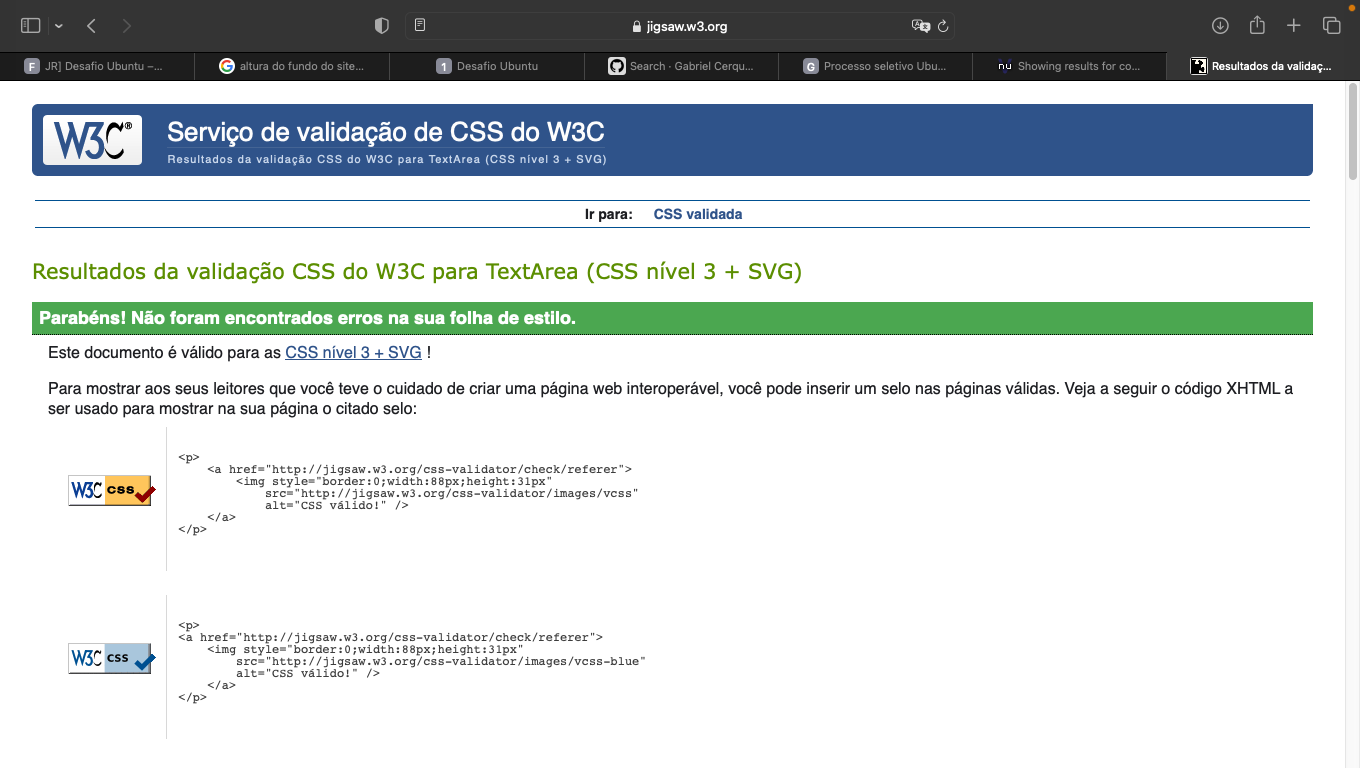 jigsaw.w3.org
F JR] Desafio Ubuntu –...
G altura do fundo do site...
1 Desafio Ubuntu
Search · Gabriel Cerqu...
G Processo seletivo Ubu...
nu Showing results for co...
Resultados da validaç...
W3C®
Serviço de validação de CSS do W3C
Resultados da validação CSS do W3C para TextArea (CSS nível 3 + SVG)
Ir para: CSS validada
Resultados da validação CSS do W3C para TextArea (CSS nível 3 + SVG)
Parabéns! Não foram encontrados erros na sua folha de estilo.
Este documento é válido para as CSS nível 3 + SVG !
Para mostrar aos seus leitores que você teve o cuidado de criar uma página web interoperável, você pode inserir um selo nas páginas válidas. Veja a seguir o código XHTML a
ser usado para mostrar na sua página o citado selo:
W3C CSS
<p>
    <a href="http://jigsaw.w3.org/css-validator/check/referer">
        <img style="border:0;width:88px;height:31px"
            src="http://jigsaw.w3.org/css-validator/images/vcss"
            alt="CSS válido!" />
    </a>
</p>
W3C CSS
<p>
<a href="http://jigsaw.w3.org/css-validator/check/referer">
    <img style="border:0;width:88px;height:31px"
        src="http://jigsaw.w3.org/css-validator/images/vcss-blue"
        alt="CSS válido!" />
    </a>
</p>